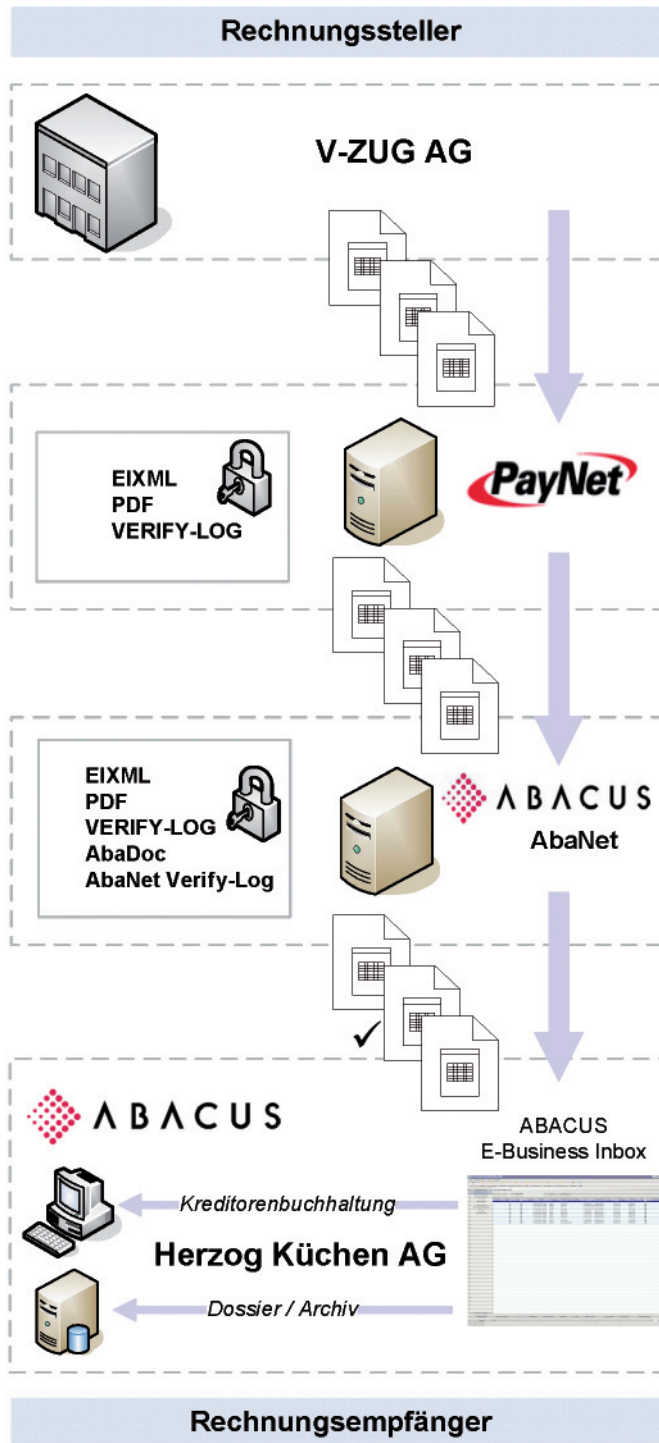 Rechnungssteller
V-ZUG AG
EIXML
PDF
VERIFY-LOG
PayNet
EIXML
PDF
VERIFY-LOG
AbaDoc
AbaNet Verify-Log
ABACUS
AbaNet
ABACUS
ABACUS
E-Business Inbox
Kreditorenbuchhaltung
Herzog Küchen AG
Dossier / Archiv
Rechnungsempfänger